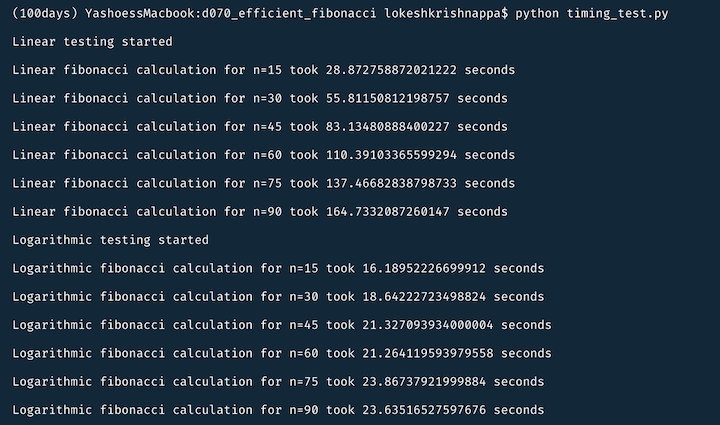 (100days) YashoessMacbook:d070_efficient_fibonacci lokeshkrishnappa$ python timing_test.py
Linear testing started
Linear fibonacci calculation for n=15 took 28.872758872021222 seconds
Linear fibonacci calculation for n=30 took 55.81150812198757 seconds
Linear fibonacci calculation for n=45 took 83.13480888400227 seconds
Linear fibonacci calculation for n=60 took 110.39103365599294 seconds
Linear fibonacci calculation for n=75 took 137.46682838798733 seconds
Linear fibonacci calculation for n=90 took 164.7332087260147 seconds
Logarithmic testing started
Logarithmic fibonacci calculation for n=15 took 16.18952226699912 seconds
Logarithmic fibonacci calculation for n=30 took 18.64222723498824 seconds
Logarithmic fibonacci calculation for n=45 took 21.327093934000004 seconds
Logarithmic fibonacci calculation for n=60 took 21.264119593979558 seconds
Logarithmic fibonacci calculation for n=75 took 23.86737921999884 seconds
Logarithmic fibonacci calculation for n=90 took 23.63516527597676 seconds